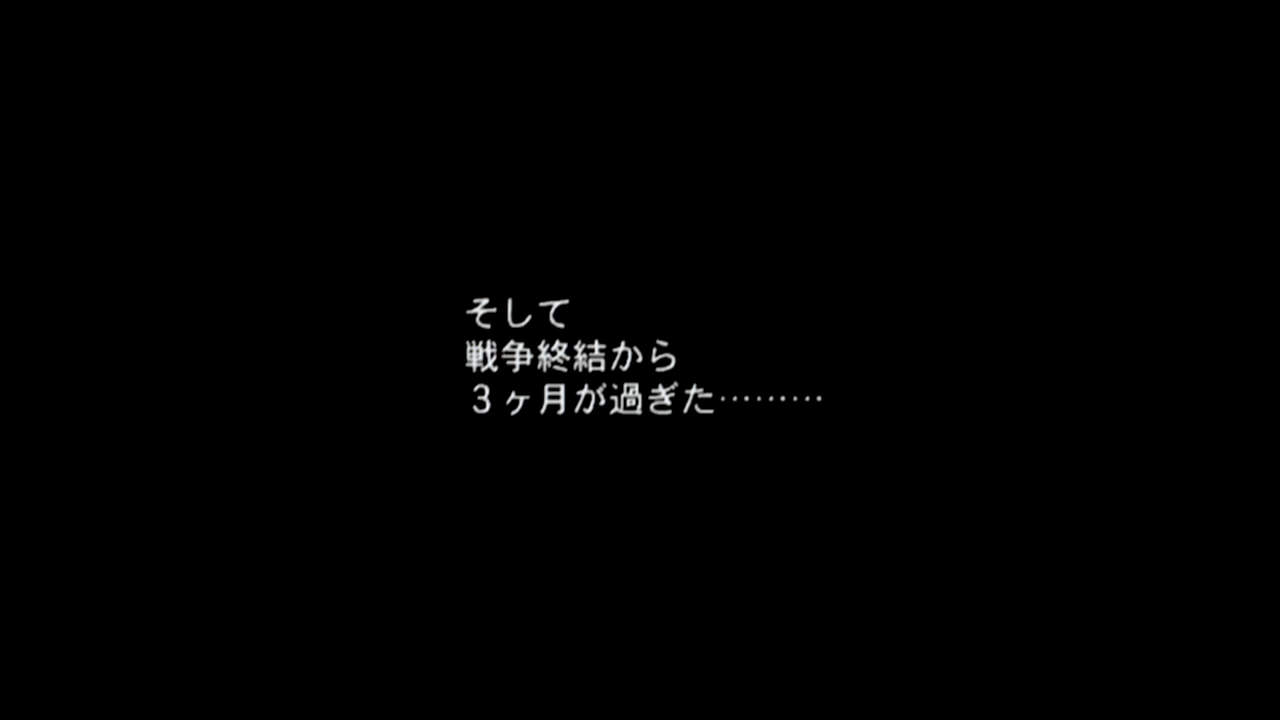 そして
戦争終結から
３ヶ月が過ぎた………